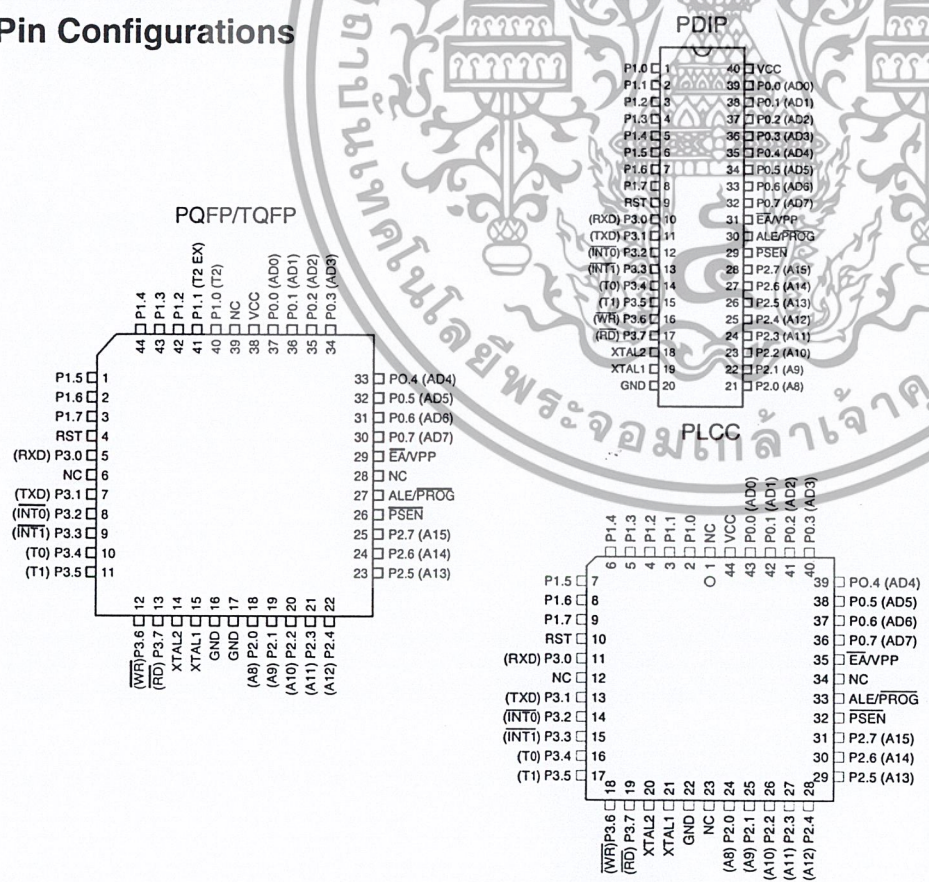 Pin Configurations
PDIP
P1.0 1 40 VCC
P1.1 2 39 P0.0 (AD0)
P1.2 3 38 P0.1 (AD1)
P1.3 4 37 P0.2 (AD2)
P1.4 5 36 P0.3 (AD3)
P1.5 6 35 P0.4 (AD4)
P1.6 7 34 P0.5 (AD5)
P1.7 8 33 P0.6 (AD6)
RST 9 32 P0.7 (AD7)
(RXD) P3.0 10 31 EA/VPP
(TXD) P3.1 11 30 ALE/PROG
(INT0) P3.2 12 29 PSEN
(INT1) P3.3 13 28 P2.7 (A15)
(T0) P3.4 14 27 P2.6 (A14)
(T1) P3.5 15 26 P2.5 (A13)
(WR) P3.6 16 25 P2.4 (A12)
(RD) P3.7 17 24 P2.3 (A11)
XTAL2 18 23 P2.2 (A10)
XTAL1 19 22 P2.1 (A9)
GND 20 21 P2.0 (A8)
PQFP/TQFP
P1.4 P1.3 P1.2 P1.1 (T2 EX) P1.0 (T2) NC VCC P0.0 (AD0) P0.1 (AD1) P0.2 (AD2) P0.3 (AD3)
44 43 42 41 40 39 38 37 36 35 34
P1.5 1 33 PO.4 (AD4)
P1.6 2 32 P0.5 (AD5)
P1.7 3 31 P0.6 (AD6)
RST 4 30 P0.7 (AD7)
(RXD) P3.0 5 29 EA/VPP
NC 6 28 NC
(TXD) P3.1 7 27 ALE/PROG
(INT0) P3.2 8 26 PSEN
(INT1) P3.3 9 25 P2.7 (A15)
(T0) P3.4 10 24 P2.6 (A14)
(T1) P3.5 11 23 P2.5 (A13)
12 13 14 15 16 17 18 19 20 21 22
(WR)P3.6 (RD) P3.7 XTAL2 XTAL1 GND GND (A8) P2.0 (A9) P2.1 (A10) P2.2 (A11) P2.3 (A12) P2.4
PLCC
P1.4 P1.3 P1.2 P1.1 P1.0 NC VCC P0.0 (AD0) P0.1 (AD1) P0.2 (AD2) P0.3 (AD3)
6 5 4 3 2 1 44 43 42 41 40
P1.5 7 39 PO.4 (AD4)
P1.6 8 38 P0.5 (AD5)
P1.7 9 37 P0.6 (AD6)
RST 10 36 P0.7 (AD7)
(RXD) P3.0 11 35 EA/VPP
NC 12 34 NC
(TXD) P3.1 13 33 ALE/PROG
(INT0) P3.2 14 32 PSEN
(INT1) P3.3 15 31 P2.7 (A15)
(T0) P3.4 16 30 P2.6 (A14)
(T1) P3.5 17 29 P2.5 (A13)
18 19 20 21 22 23 24 25 26 27 28
(WR)P3.6 (RD) P3.7 XTAL2 XTAL1 GND NC (A8) P2.0 (A9) P2.1 (A10) P2.2 (A11) P2.3 (A12) P2.4
พระจอมเกล้าเจ้าค